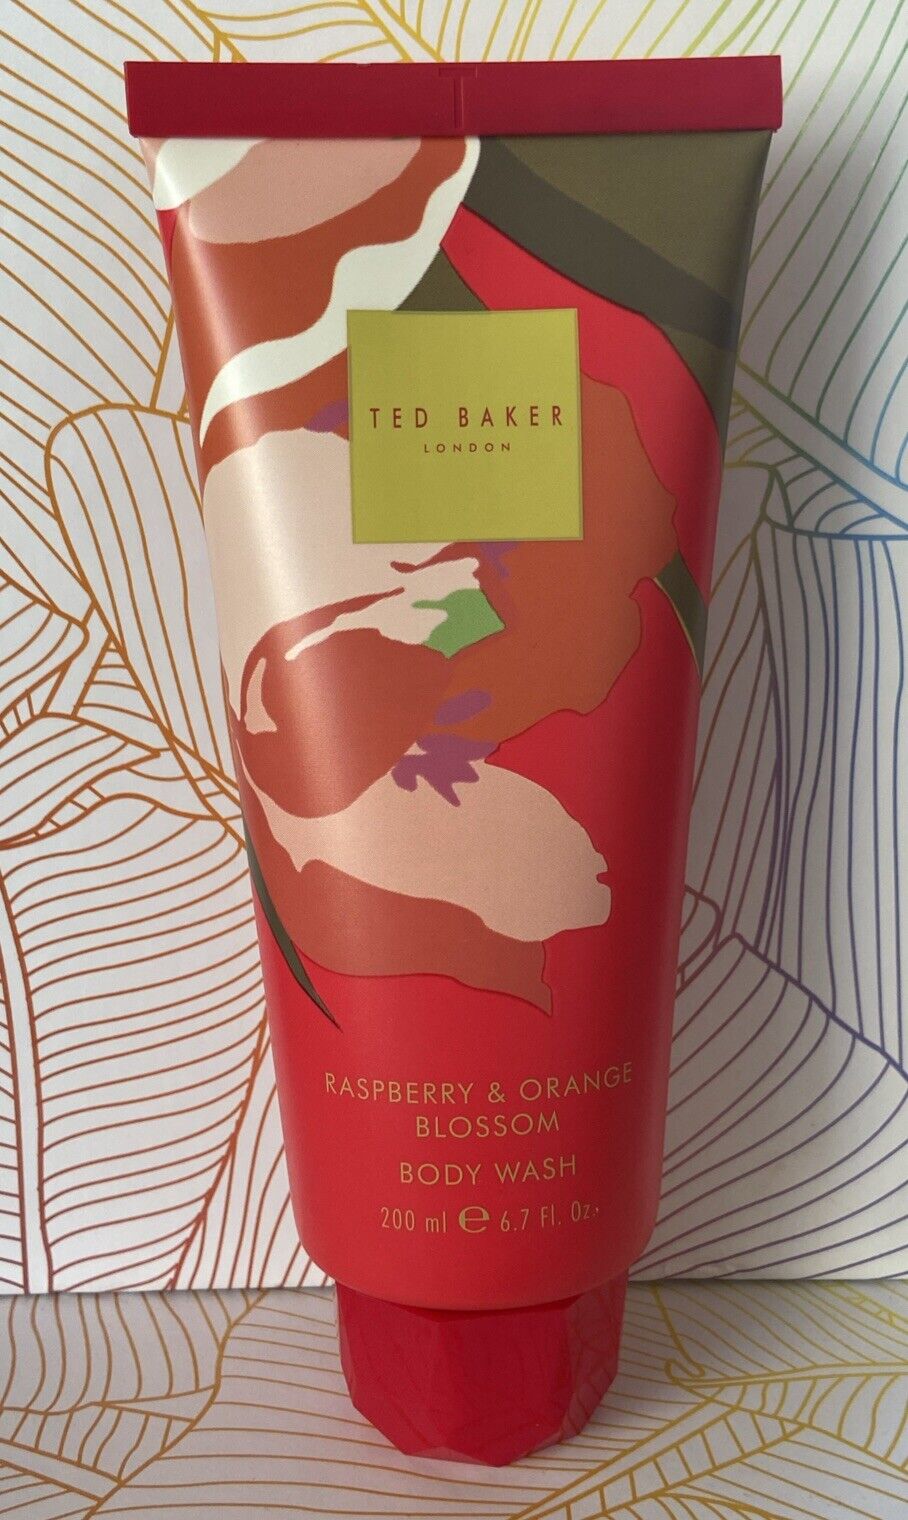 TED BAKER
LONDON
RASPBERRY & ORANGE
BLOSSOM
BODY WASH
200 ml ℮ 6.7 Fl. Oz.